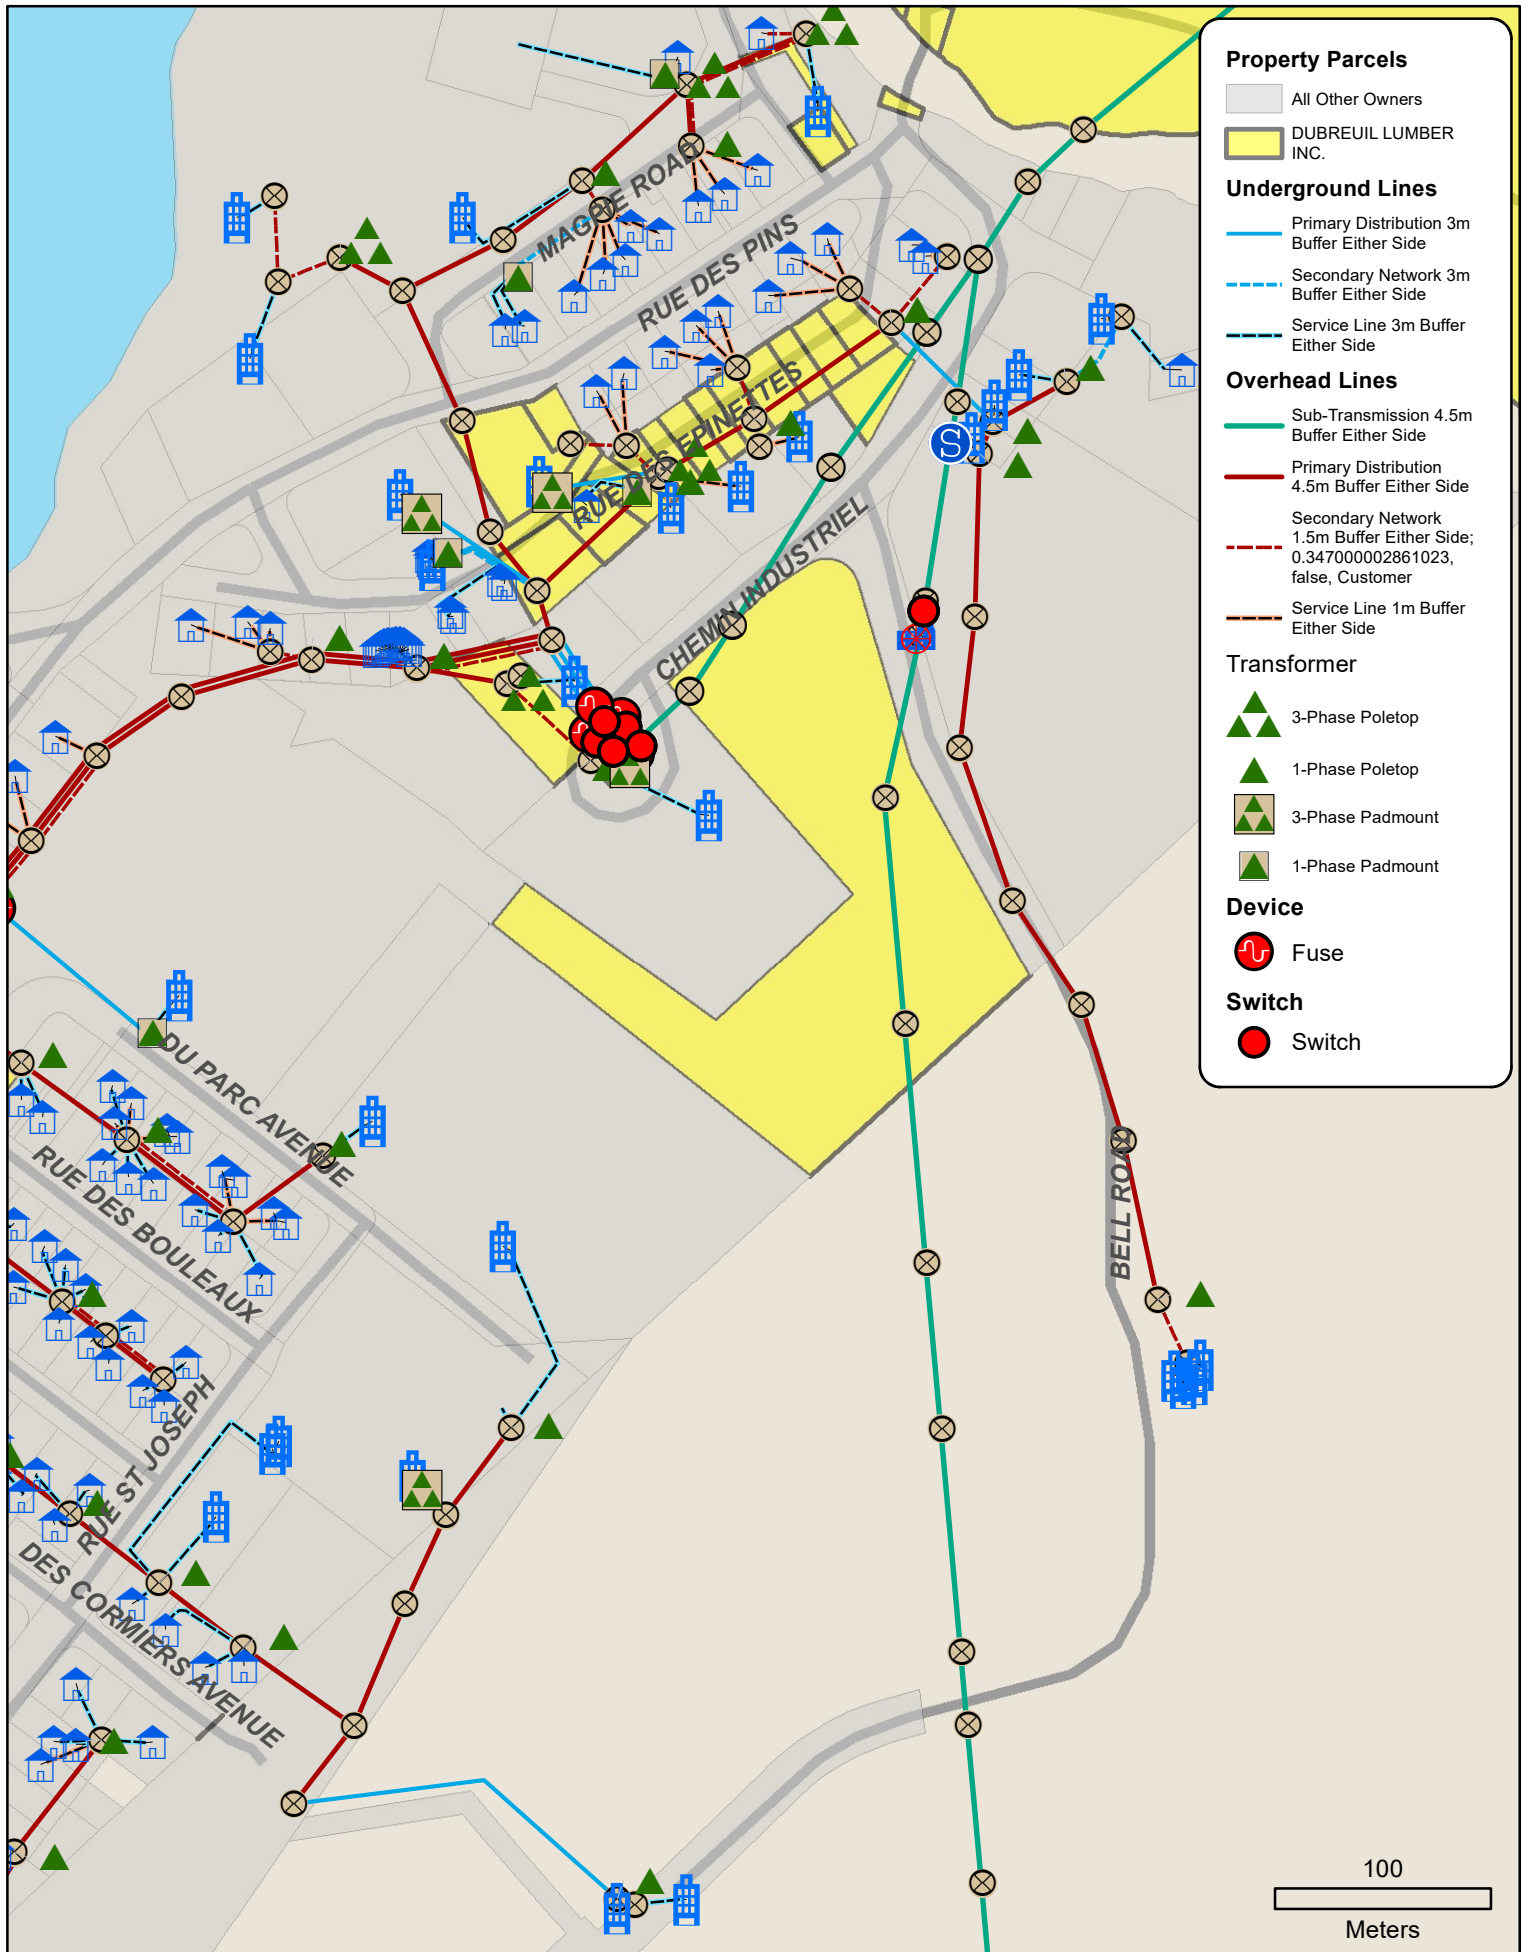 MAGPIE ROAD
RUE DES PINS
RUE DES EPINETTES
S
CHEMIN INDUSTRIEL
DU PARC AVENUE
RUE DES BOULEAUX
BELL ROAD
RUE ST JOSEPH
DES CORMIERS AVENUE
Property Parcels
All Other Owners
DUBREUIL LUMBER
INC.
Underground Lines
Primary Distribution 3m
Buffer Either Side
Secondary Network 3m
Buffer Either Side
Service Line 3m Buffer
Either Side
Overhead Lines
Sub-Transmission 4.5m
Buffer Either Side
Primary Distribution
4.5m Buffer Either Side
Secondary Network
1.5m Buffer Either Side;
0.347000002861023,
false, Customer
Service Line 1m Buffer
Either Side
Transformer
3-Phase Poletop
1-Phase Poletop
3-Phase Padmount
1-Phase Padmount
Device
Fuse
Switch
Switch
100
Meters